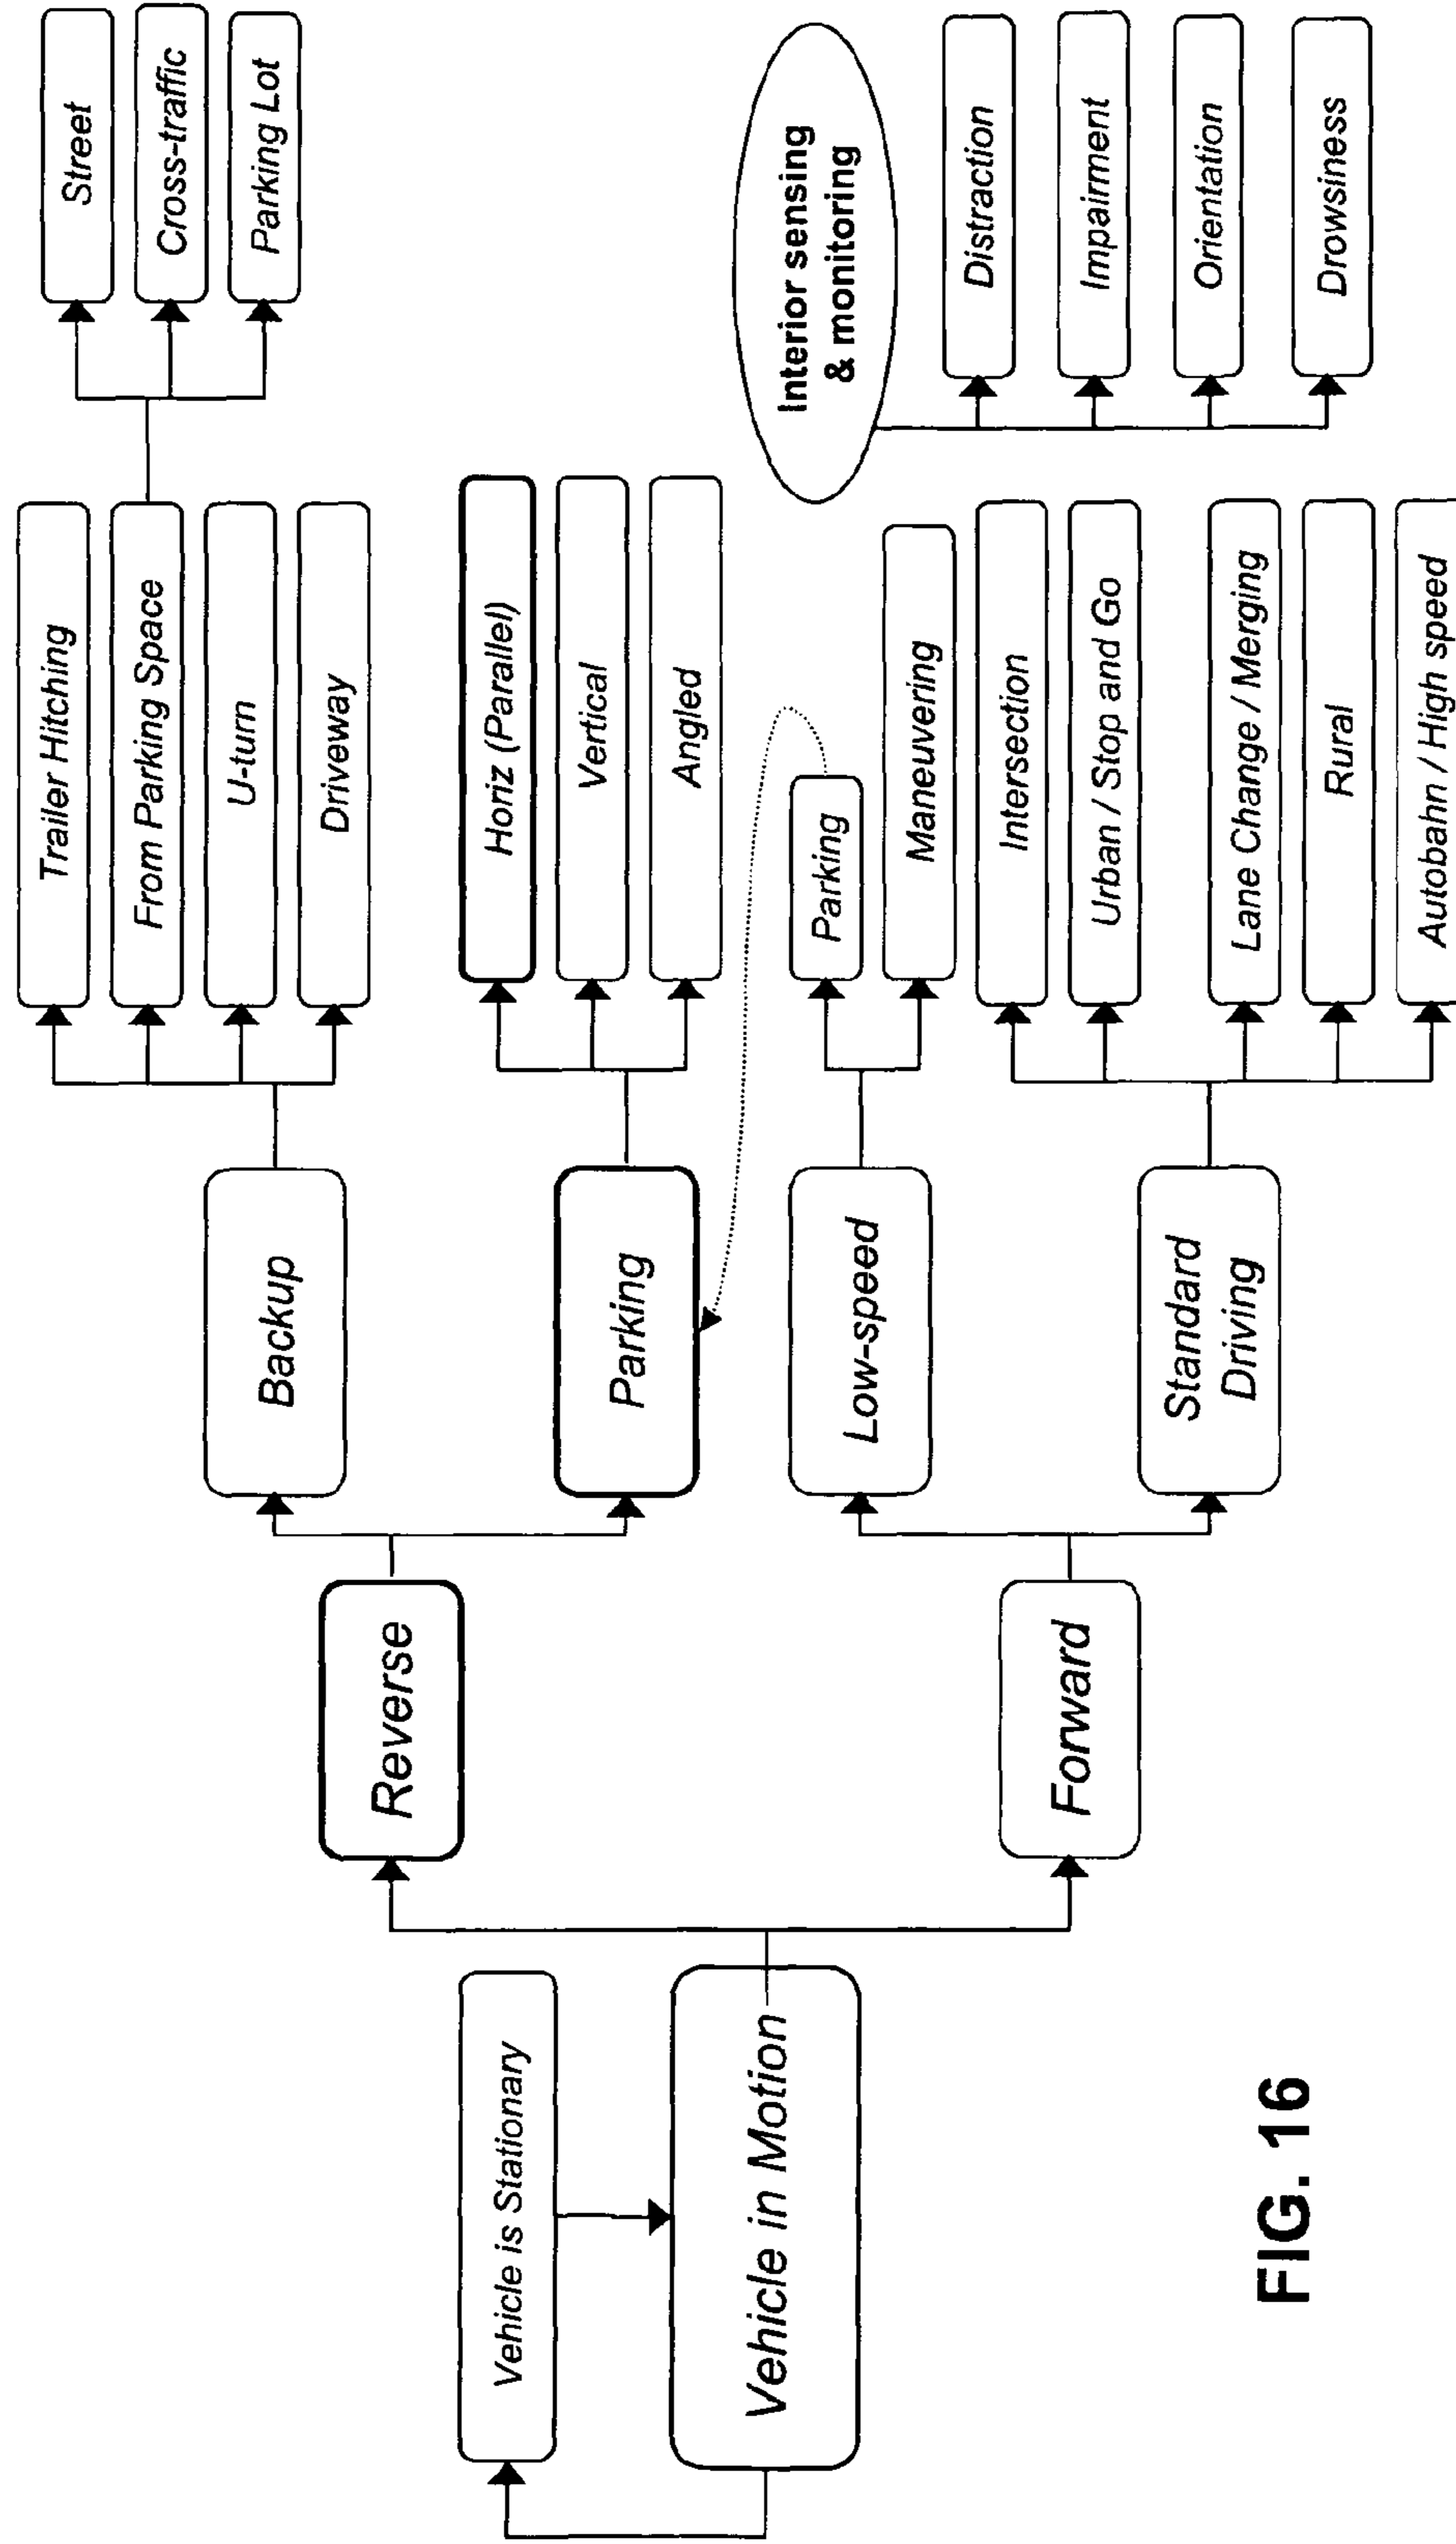 Vehicle is Stationary
Vehicle in Motion
Reverse
Forward
Backup
Parking
Low-speed
Standard
Driving
Trailer Hitching
From Parking Space
U-turn
Driveway
Horiz (Parallel)
Vertical
Angled
Parking
Maneuvering
Intersection
Urban / Stop and Go
Lane Change / Merging
Rural
Autobahn / High speed
Street
Cross-traffic
Parking Lot
Interior sensing
& monitoring
Distraction
Impairment
Orientation
Drowsiness
FIG. 16